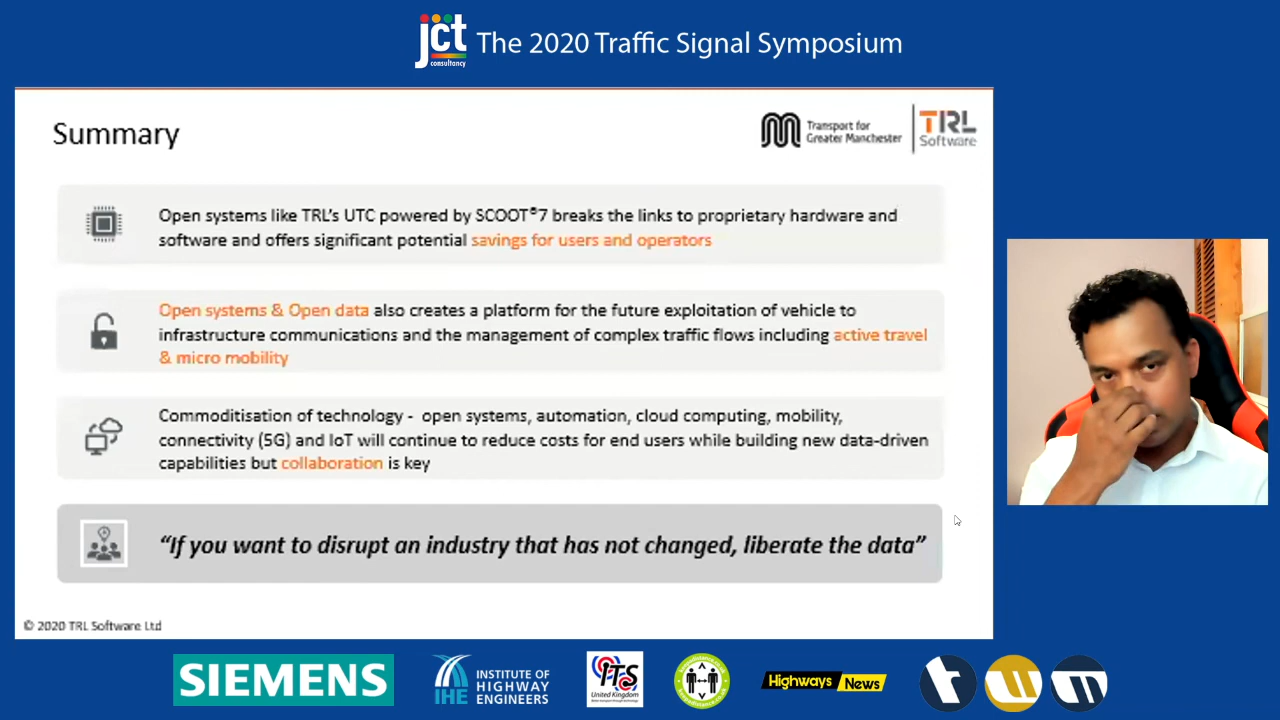 jct
consultancy
The 2020 Traffic Signal Symposium
Summary
Transport for
Greater Manchester
TRL
Software
Open systems like TRL's UTC powered by SCOOT®7 breaks the links to proprietary hardware and
software and offers significant potential savings for users and operators
Open systems & Open data also creates a platform for the future exploitation of vehicle to
infrastructure communications and the management of complex traffic flows including active travel
& micro mobility
Commoditisation of technology - open systems, automation, cloud computing, mobility,
connectivity (5G) and IoT will continue to reduce costs for end users while building new data-driven
capabilities but collaboration is key
“If you want to disrupt an industry that has not changed, liberate the data”
© 2020 TRL Software Ltd
SIEMENS
IHE
INSTITUTE OF
HIGHWAY
ENGINEERS
ITS
United Kingdom
Highways
News